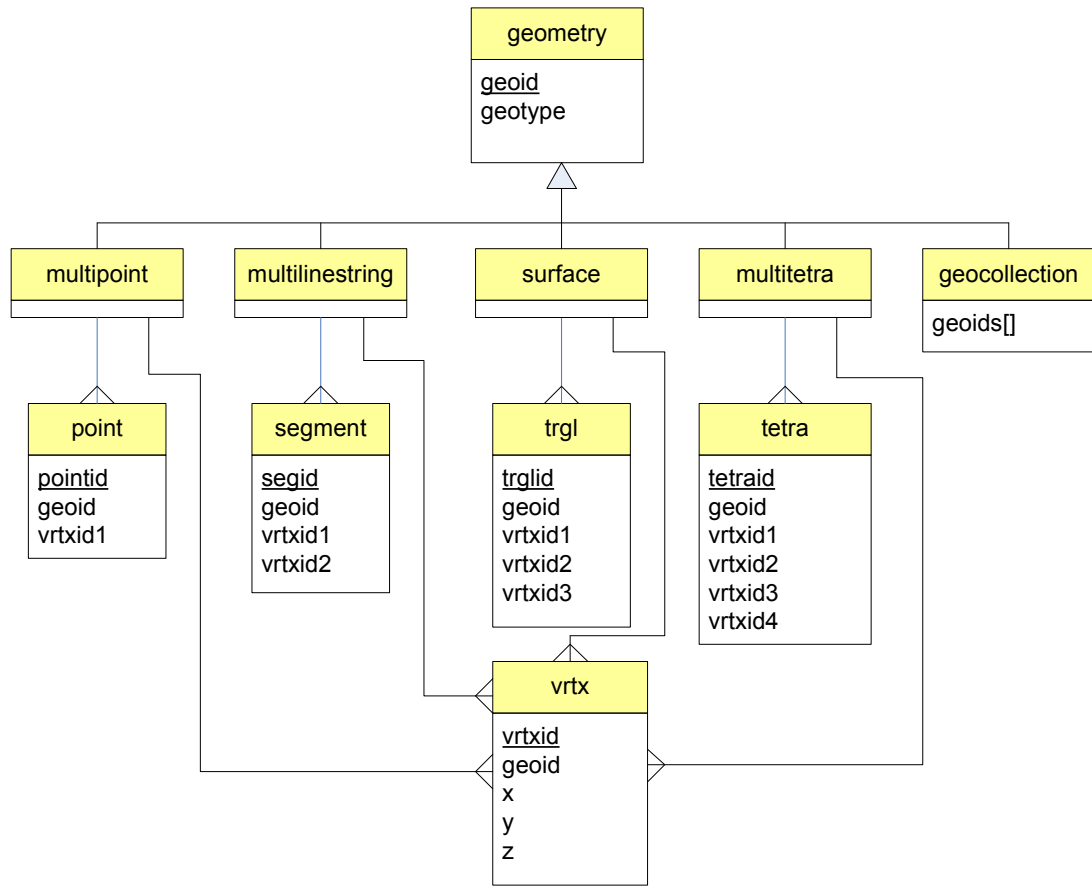 geometry
geoid
geotype
multipoint
multilinestring
surface
multitetra
geocollection
geoids[]
point
pointid
geoid
vrtxid1
segment
segid
geoid
vrtxid1
vrtxid2
trgl
trglid
geoid
vrtxid1
vrtxid2
vrtxid3
tetra
tetraid
geoid
vrtxid1
vrtxid2
vrtxid3
vrtxid4
vrtx
vrtxid
geoid
x
y
z